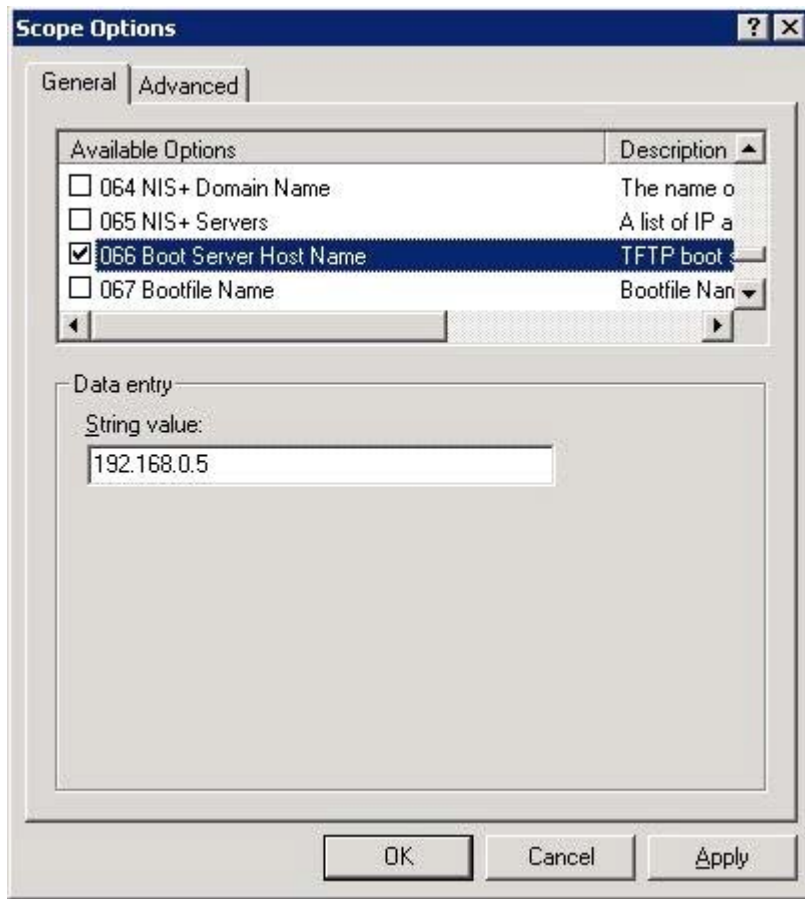 Scope Options
General Advanced
Available Options Description
064 NIS+ Domain Name The name o
065 NIS+ Servers A list of IP a
066 Boot Server Host Name TFTP boot s
067 Bootfile Name Bootfile Nan
Data entry
String value:
192.168.0.5
OK Cancel Apply